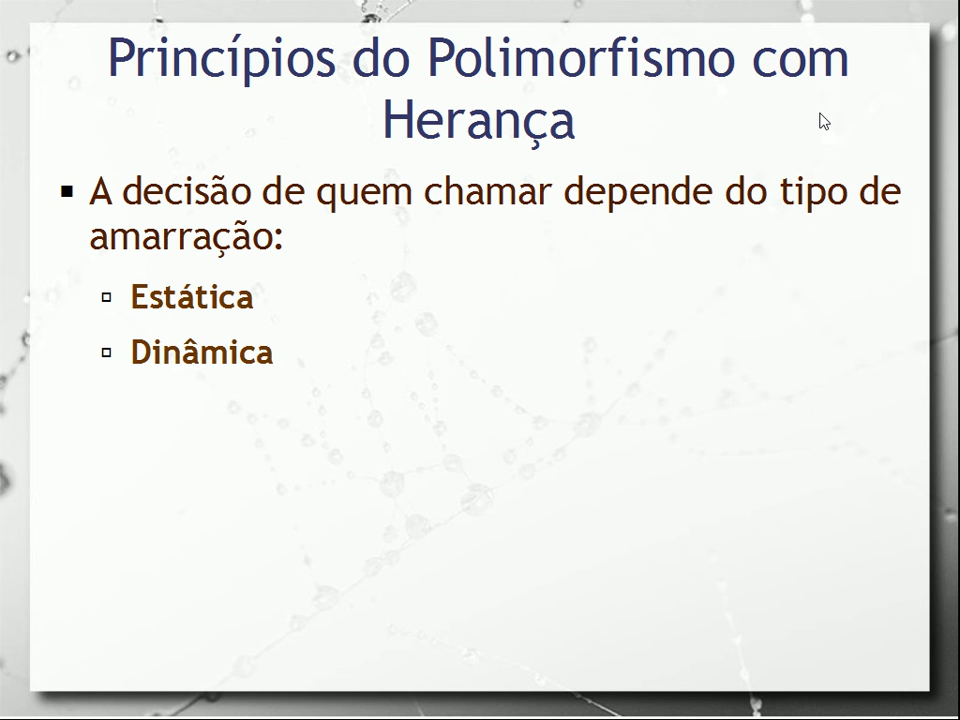 Princípios do Polimorfismo com
Herança
A decisão de quem chamar depende do tipo de
amarração:
Estática
Dinâmica